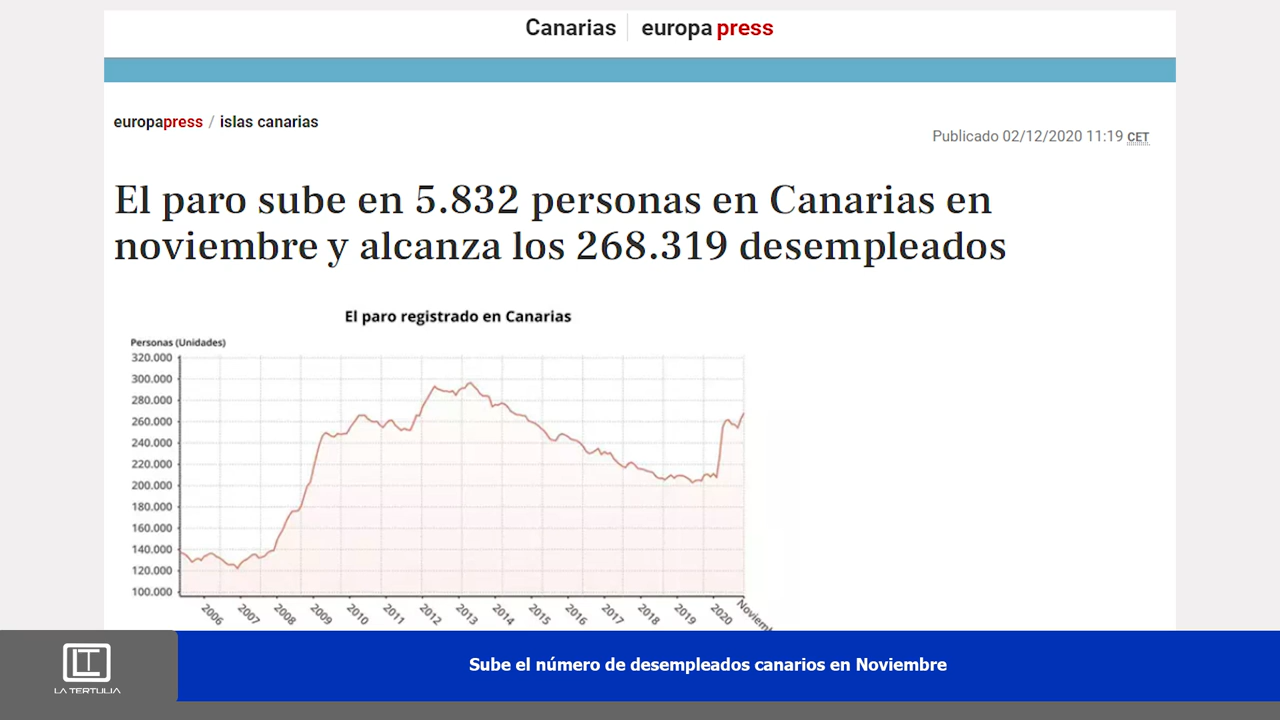 Canarias europa press
europapress / islas canarias
Publicado 02/12/2020 11:19 CET
El paro sube en 5.832 personas en Canarias en
noviembre y alcanza los 268.319 desempleados
El paro registrado en Canarias
Personas (Unidades)
320.000
300.000
280.000
260.000
240.000
220.000
200.000
180.000
160.000
140.000
120.000
100.000
2006 2007 2008 2009 2010 2011 2012 2013 2014 2015 2016 2017 2018 2019 2020
Sube el número de desempleados canarios en Noviembre
LT
LA TERTULIA